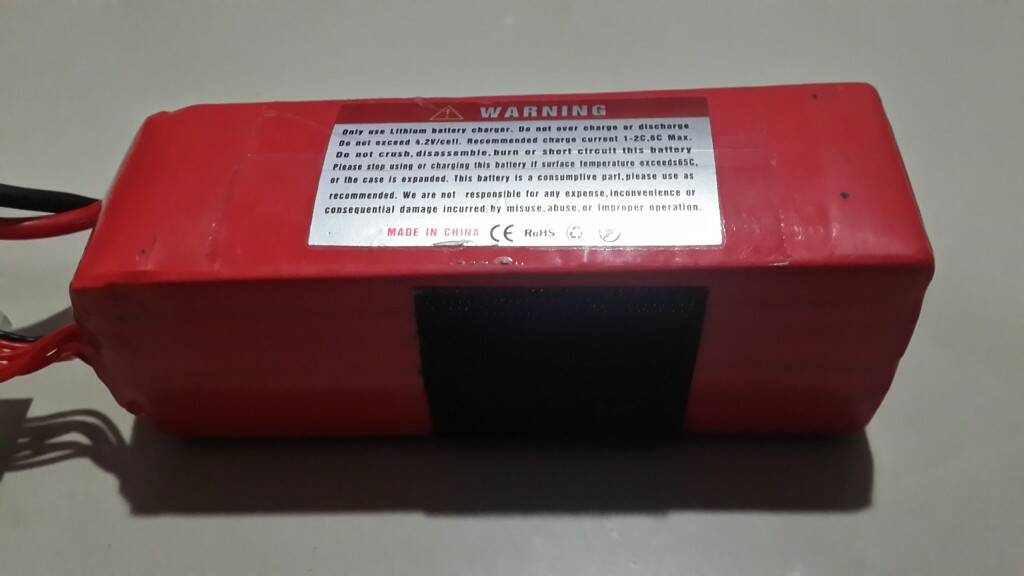 WARNING
Only use Lithium battery charger. Do not over charge or discharge
Do not exceed 4.2V/cell. Recommended charge current 1-2C,6C Max.
Do not crush,disassemble,burn or short circuit this battery
Please stop using or charging this battery if surface temperature exceeds65C,
or the case is expanded. This battery is a consumptive part,please use as
recommended. We are not responsible for any expense,inconvenience or
consequential damage incurred by misuse,abuse,or improper operation.
MADE IN CHINA CE RoHS